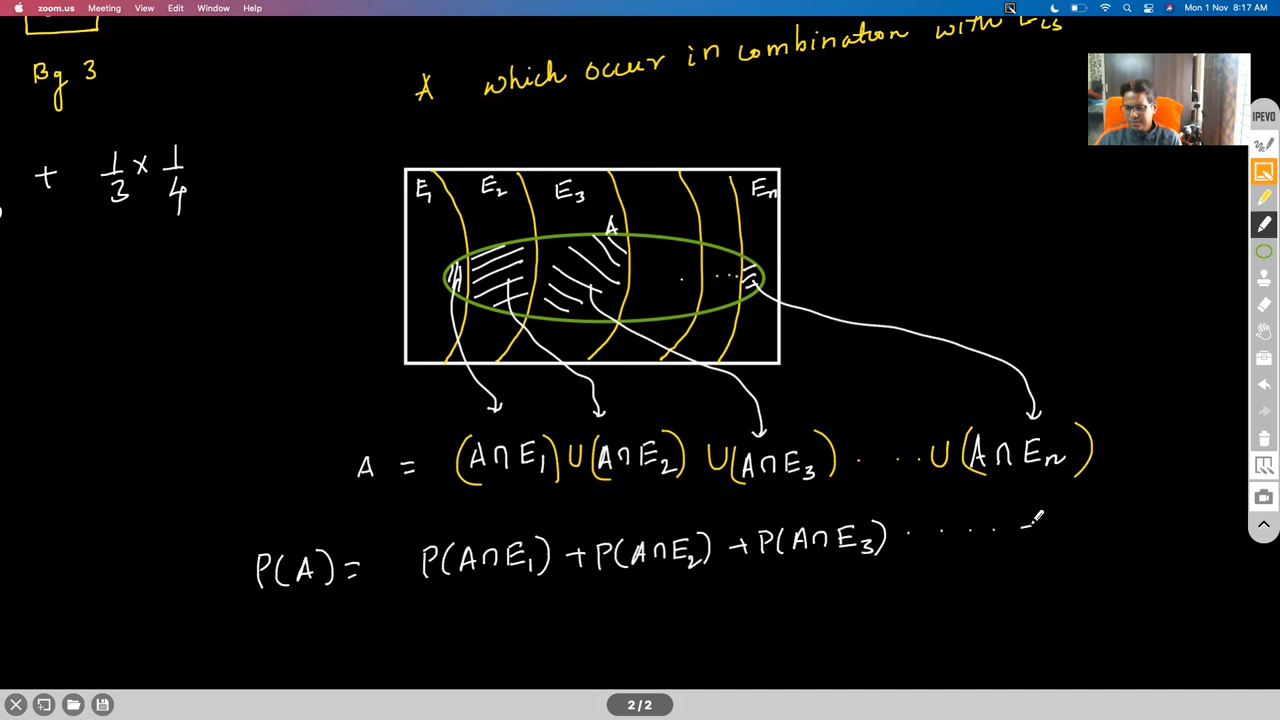 zoom.us Meeting View Edit Window Help Mon 1 Nov 8:17 AM
A which occur in combination with
Bg 3
+ 1/3 × 1/4
IPEVO
E₁ E₂ E₃ Eₙ
A
A = (A∩E₁) U (A∩E₂) U (A∩E₃) . . . . U (A∩Eₙ)
P(A) = P(A∩E₁) + P(A∩E₂) + P(A∩E₃) . . . . . -
2/2